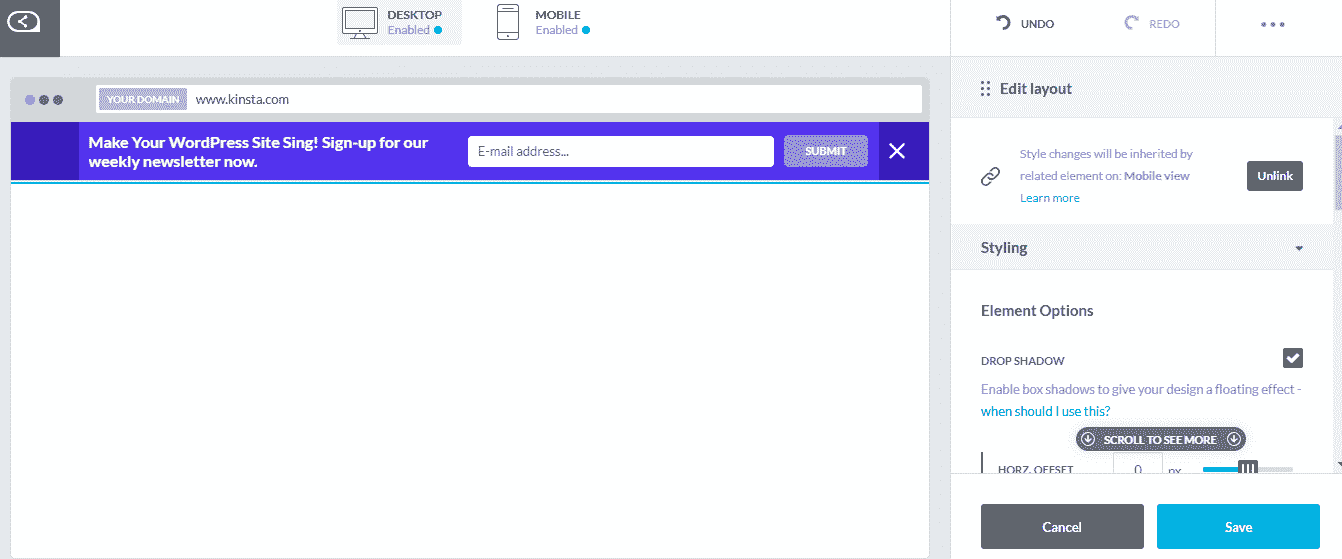 DESKTOP
Enabled
MOBILE
Enabled
UNDO
REDO
YOUR DOMAIN www.kinsta.com
Make Your WordPress Site Sing! Sign-up for our
weekly newsletter now.
E-mail address...
SUBMIT
Edit layout
Style changes will be inherited by
related element on: Mobile view
Learn more
Unlink
Styling
Element Options
DROP SHADOW
Enable box shadows to give your design a floating effect -
when should I use this?
SCROLL TO SEE MORE
HORZ. OFFSET 0 px
Cancel
Save